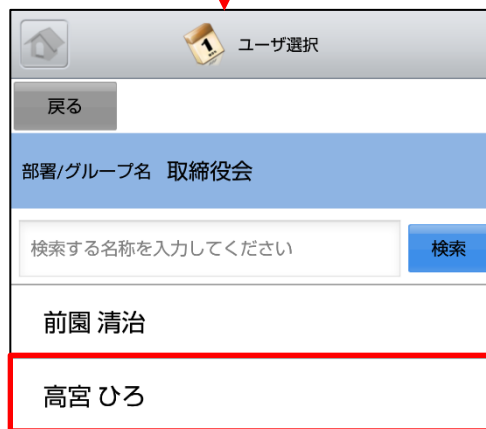 ユーザ選択
戻る
部署/グループ名 取締役会
検索する名称を入力してください 検索
前園 清治
高宮 ひろ